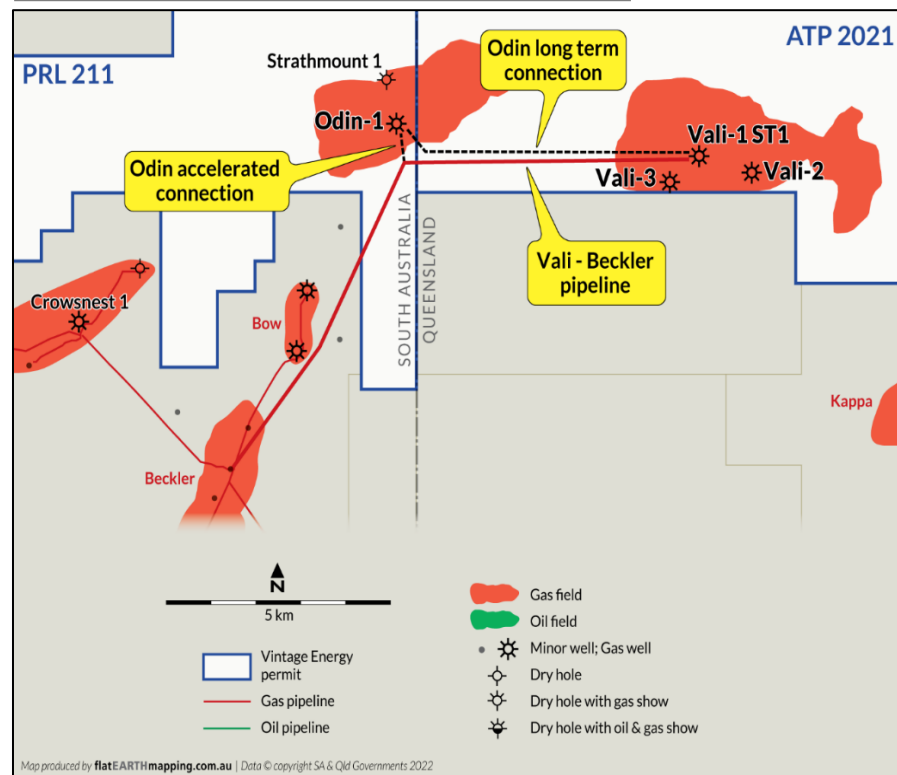 PRL 211
ATP 2021
Strathmount 1
Odin long term
connection
Odin-1
Vali-1 ST1
Odin accelerated
connection
Vali-3
Vali-2
SOUTH AUSTRALIA
QUEENSLAND
Vali - Beckler
pipeline
Crowsnest 1
Bow
Kappa
Beckler
N
5 km
Gas field
Oil field
Minor well; Gas well
Dry hole
Dry hole with gas show
Dry hole with oil & gas show
Vintage Energy
permit
Gas pipeline
Oil pipeline
Map produced by flatEARTHmapping.com.au | Data © copyright SA & Qld Governments 2022